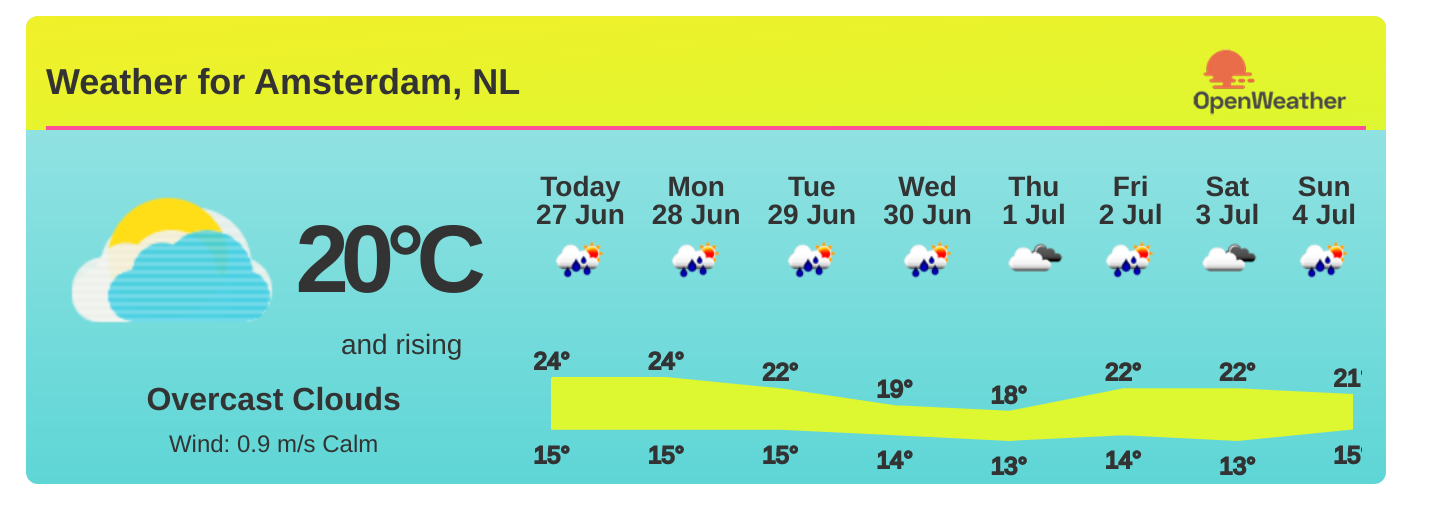 Weather for Amsterdam, NL
OpenWeather
20°C
and rising
Overcast Clouds
Wind: 0.9 m/s Calm
Today Mon Tue Wed Thu Fri Sat Sun
27 Jun 28 Jun 29 Jun 30 Jun 1 Jul 2 Jul 3 Jul 4 Jul
24° 24° 22° 19° 18° 22° 22° 21°
15° 15° 15° 14° 13° 14° 13° 15°